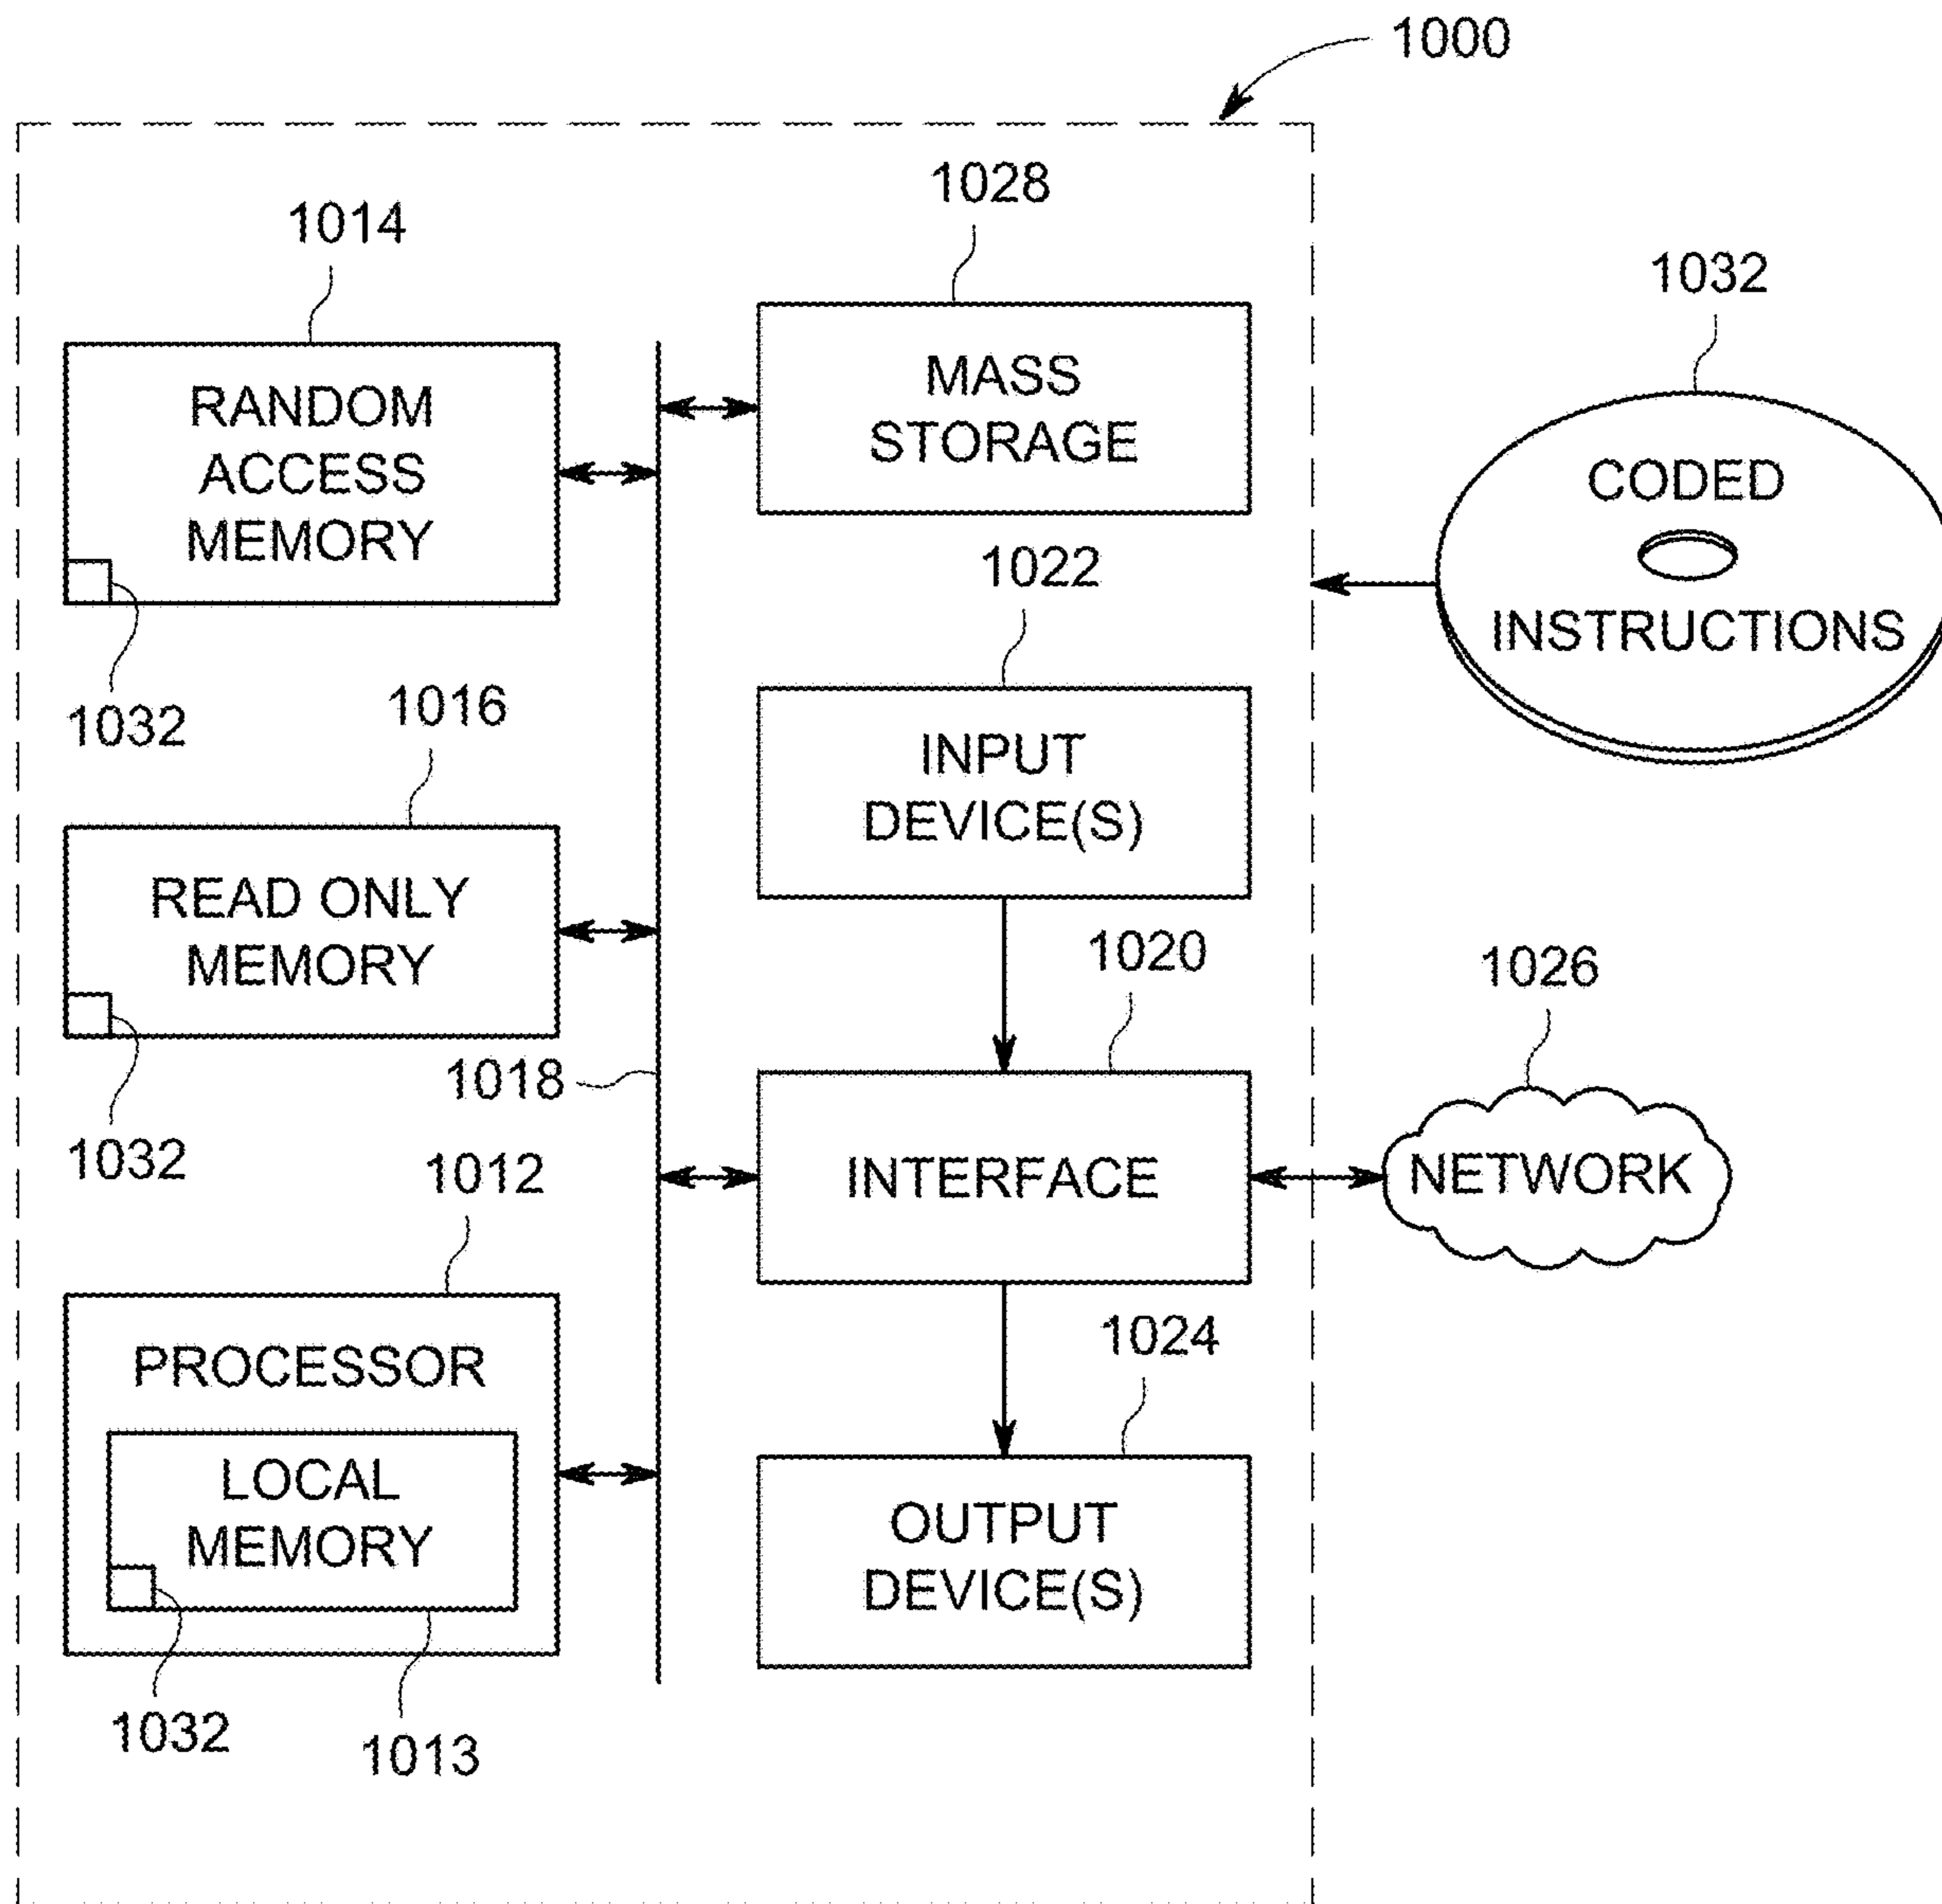 1000
1028
1014
1032
MASS
STORAGE
RANDOM
ACCESS
MEMORY
CODED
INSTRUCTIONS
1022
1032
1016
INPUT
DEVICE(S)
READ ONLY
MEMORY
1020
1026
1018
1032
1012
INTERFACE
NETWORK
1024
PROCESSOR
LOCAL
MEMORY
OUTPUT
DEVICE(S)
1032
1013